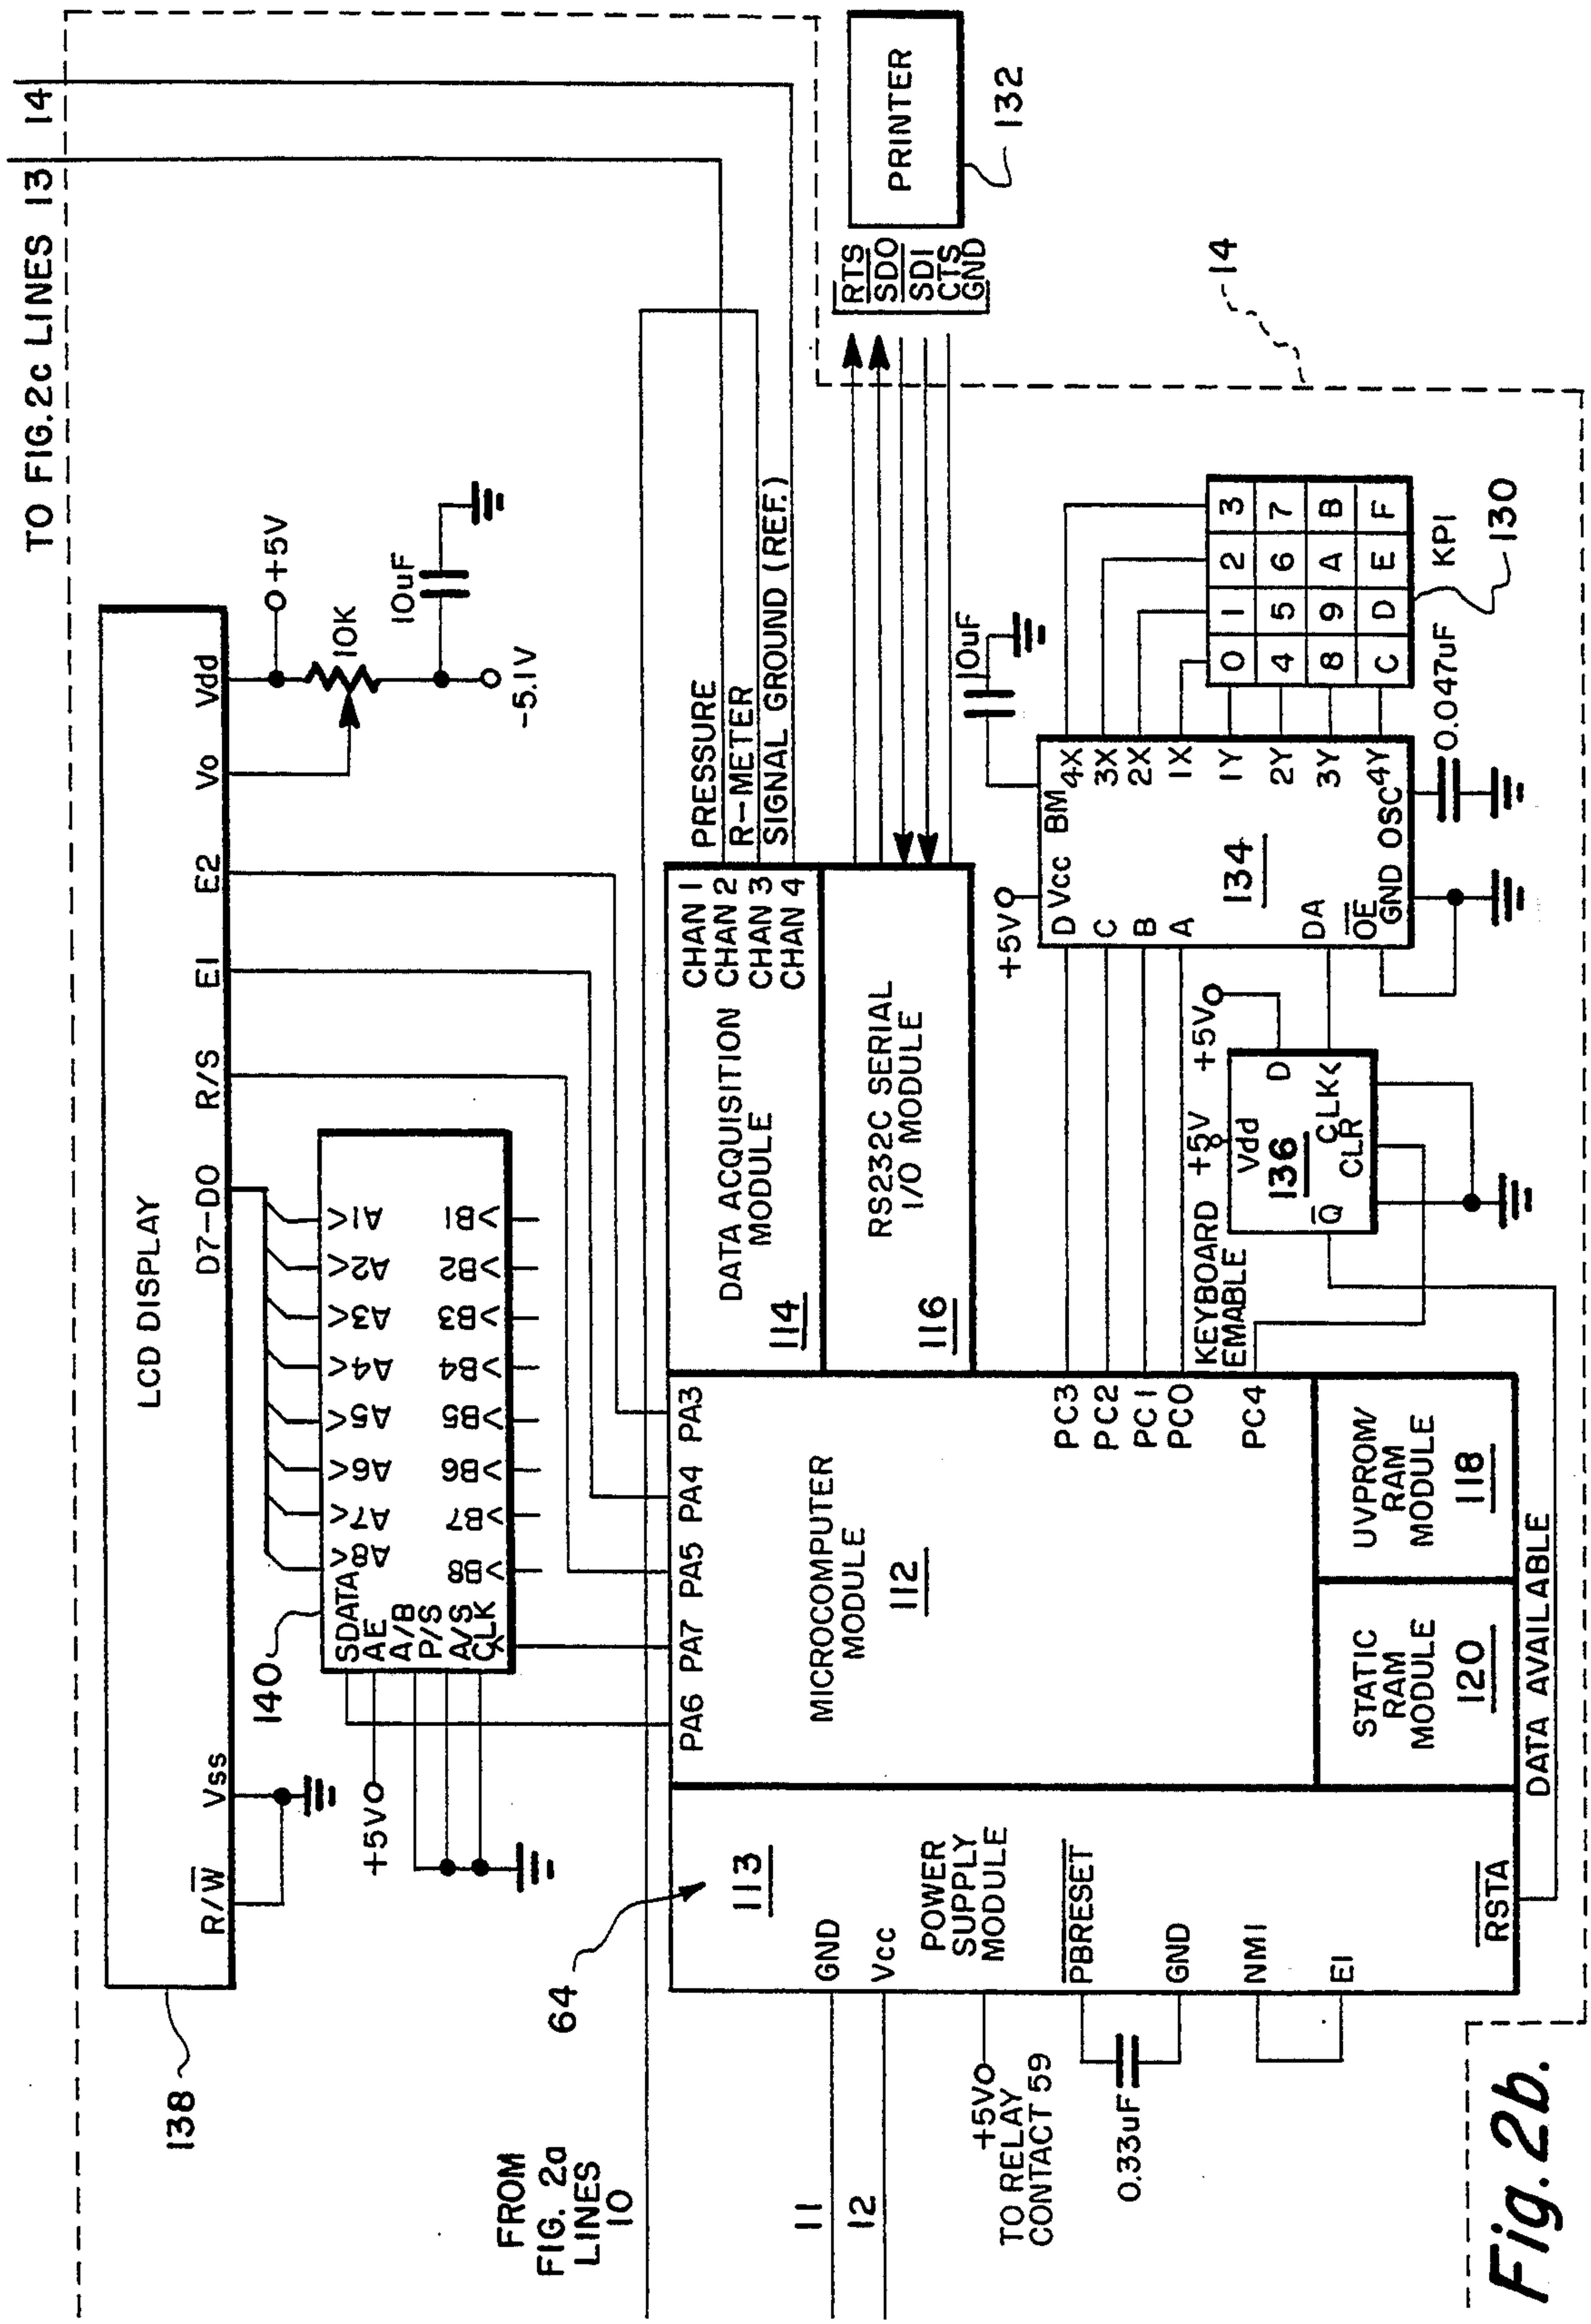 TO FIG.2c LINES 13 14
LCD DISPLAY
138
R/W̅
Vss
D7-D0
R/S
E1
E2
Vo
Vdd
+5V
10K
10uF
-5.1V
140
SDATA
AE
A/B
P/S
A/S
CLK
A8 A7 A6 A5 A4 A3 A2 A1
B8 B7 B6 B5 B4 B3 B2 B1
+5V
FROM
FIG. 2a
LINES
10
11
12
64
PA6 PA7 PA5 PA4 PA3
113
GND
Vcc
POWER
SUPPLY
MODULE
+5V
TO RELAY
CONTACT 59
P̅B̅R̅E̅S̅E̅T̅
0.33uF
GND
NMI
EI
R̅S̅T̅A̅
MICROCOMPUTER
MODULE
112
STATIC
RAM
MODULE
120
UVPROM/
RAM
MODULE
118
DATA AVAILABLE
DATA ACQUISITION
MODULE
114
CHAN 1
CHAN 2
CHAN 3
CHAN 4
PRESSURE
R-METER
SIGNAL GROUND (REF.)
RS232C SERIAL
I/O MODULE
116
R̅T̅S̅
SDO
S̅D̅I
CTS
GND
PRINTER
132
PC3
PC2
PC1
PC0
PC4
KEYBOARD
EMABLE
+5V
+5V
Vdd
D
136
CLK
CLR
Q̅
+5V
Vcc
BM
10uF
D
C
B
A
134
DA
O̅E̅
GND
OSC
4X
3X
2X
1X
1Y
2Y
3Y
4Y
0.047uF
0 1 2 3
4 5 6 7
8 9 A B
C D E F
KPI
130
14
Fig. 2b.